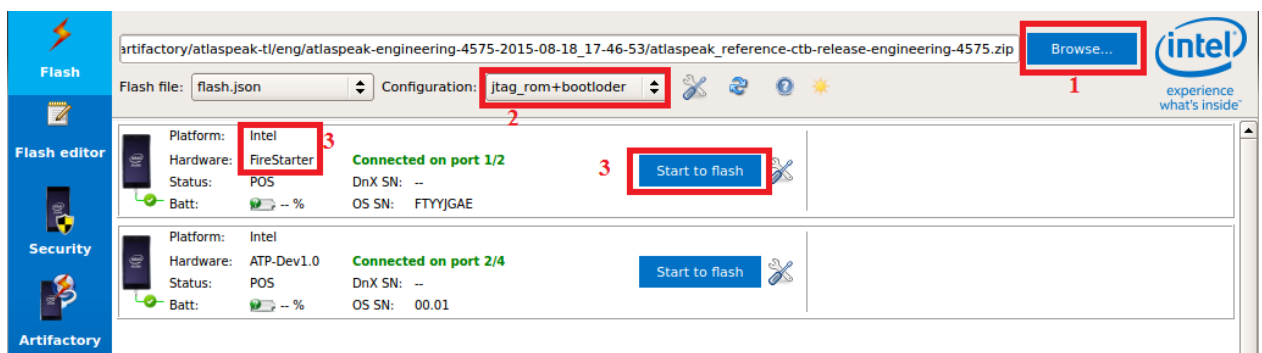 Flash
artifactory/atlaspeak-tl/eng/atlaspeak-engineering-4575-2015-08-18_17-46-53/atlaspeak_reference-ctb-release-engineering-4575.zip
Browse...
1
intel
experience
what's inside™
Flash file: flash.json
Configuration: jtag_rom+bootloder
2
Flash editor
Platform: Intel
3
Hardware: FireStarter Connected on port 1/2
3
Start to flash
Status: POS DnX SN: --
Batt: -- % OS SN: FTYYJGAE
Security
Platform: Intel
Hardware: ATP-Dev1.0 Connected on port 2/4
Start to flash
Status: POS DnX SN: --
Batt: -- % OS SN: 00.01
Artifactory